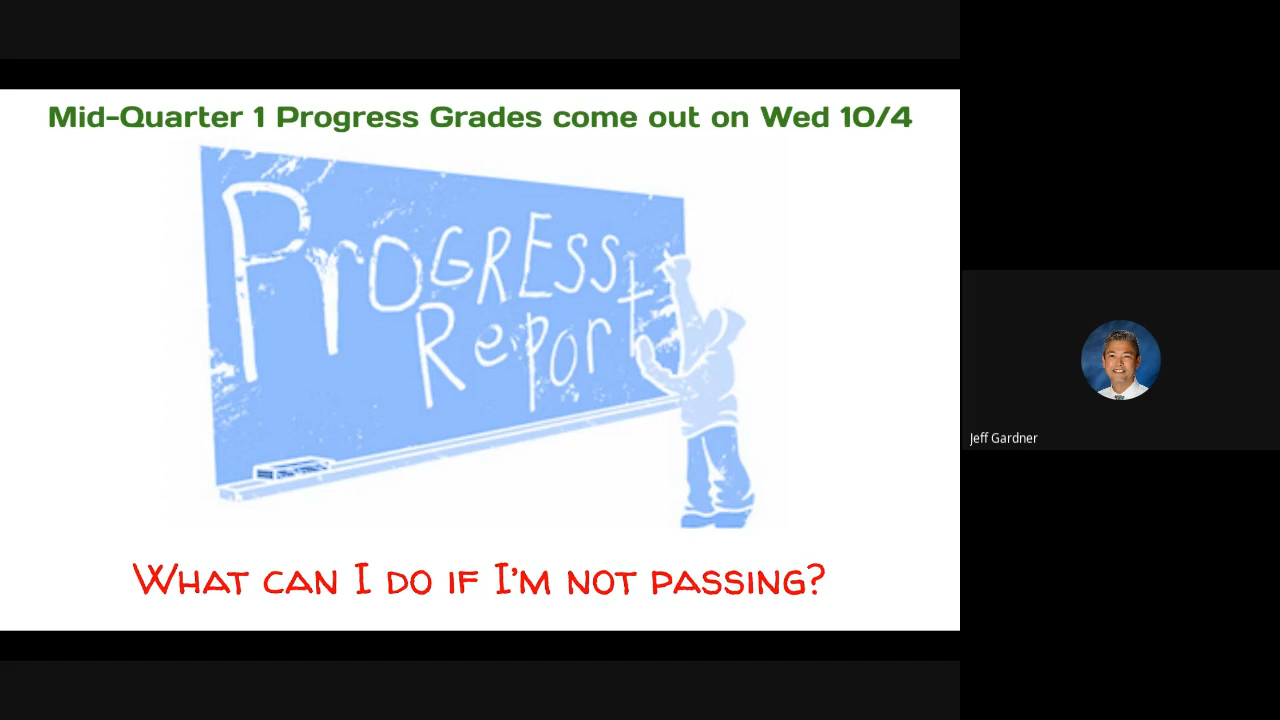 Mid-Quarter 1 Progress Grades come out on Wed 10/4
PrOGRESS
Report
What can I do if I'm not passing?
Jeff Gardner